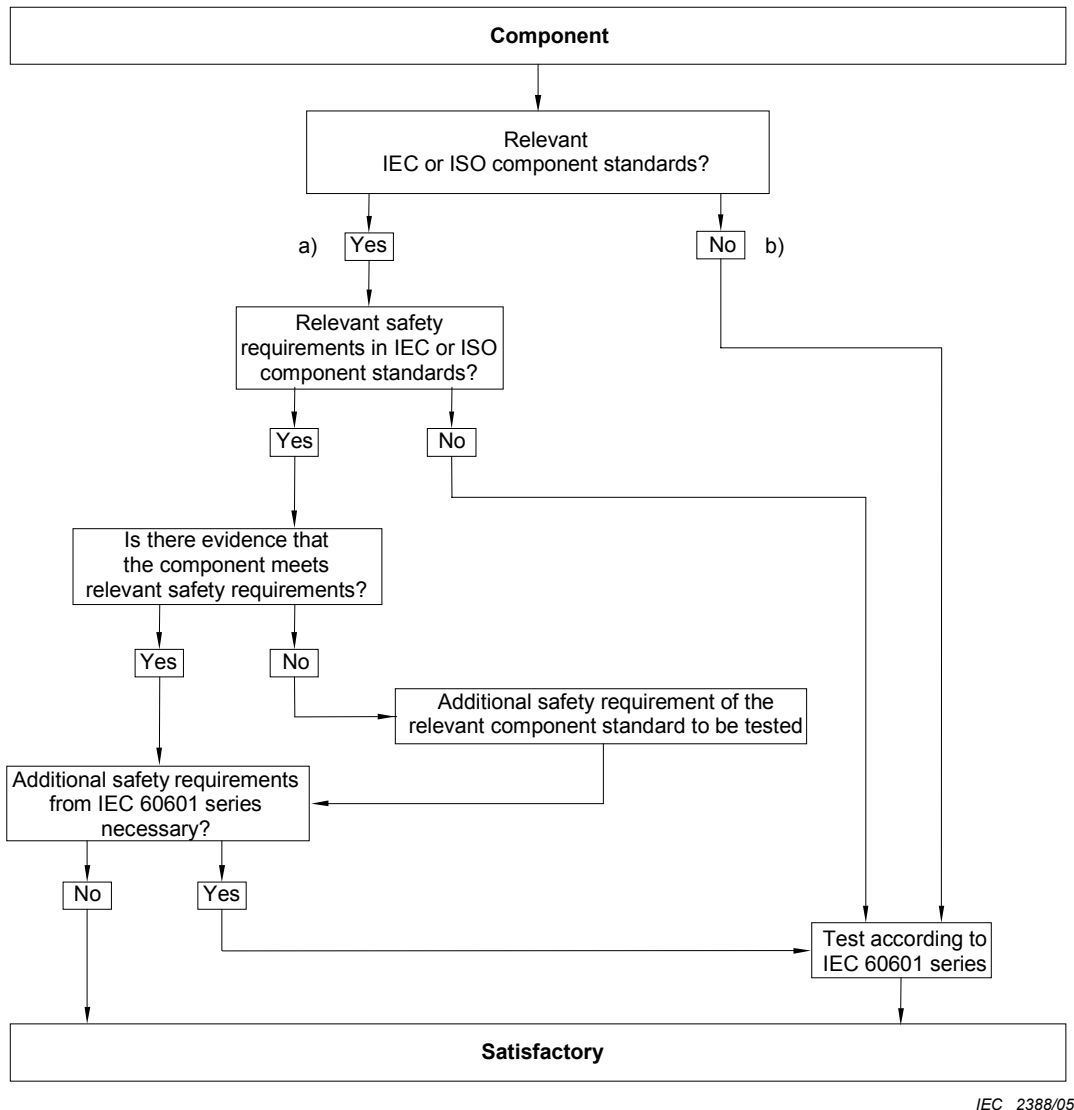 Component
Relevant
IEC or ISO component standards?
a)
Yes
No
b)
Relevant safety
requirements in IEC or ISO
component standards?
Yes
No
Is there evidence that
the component meets
relevant safety requirements?
Yes
No
Additional safety requirement of the
relevant component standard to be tested
Additional safety requirements
from IEC 60601 series
necessary?
No
Yes
Test according to
IEC 60601 series
Satisfactory
IEC 2388/05